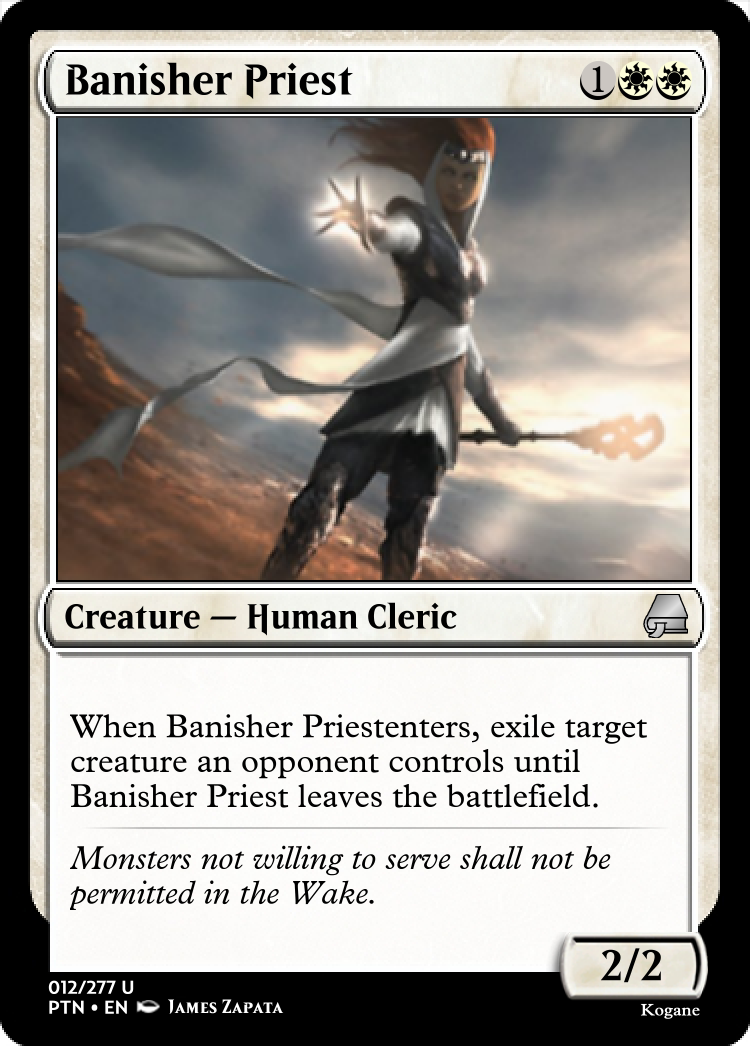 Banisher Priest 1
Creature — Human Cleric
When Banisher Priestenters, exile target
creature an opponent controls until
Banisher Priest leaves the battlefield.
Monsters not willing to serve shall not be
permitted in the Wake.
2/2
012/277 U
PTN • EN James Zapata
Kogane